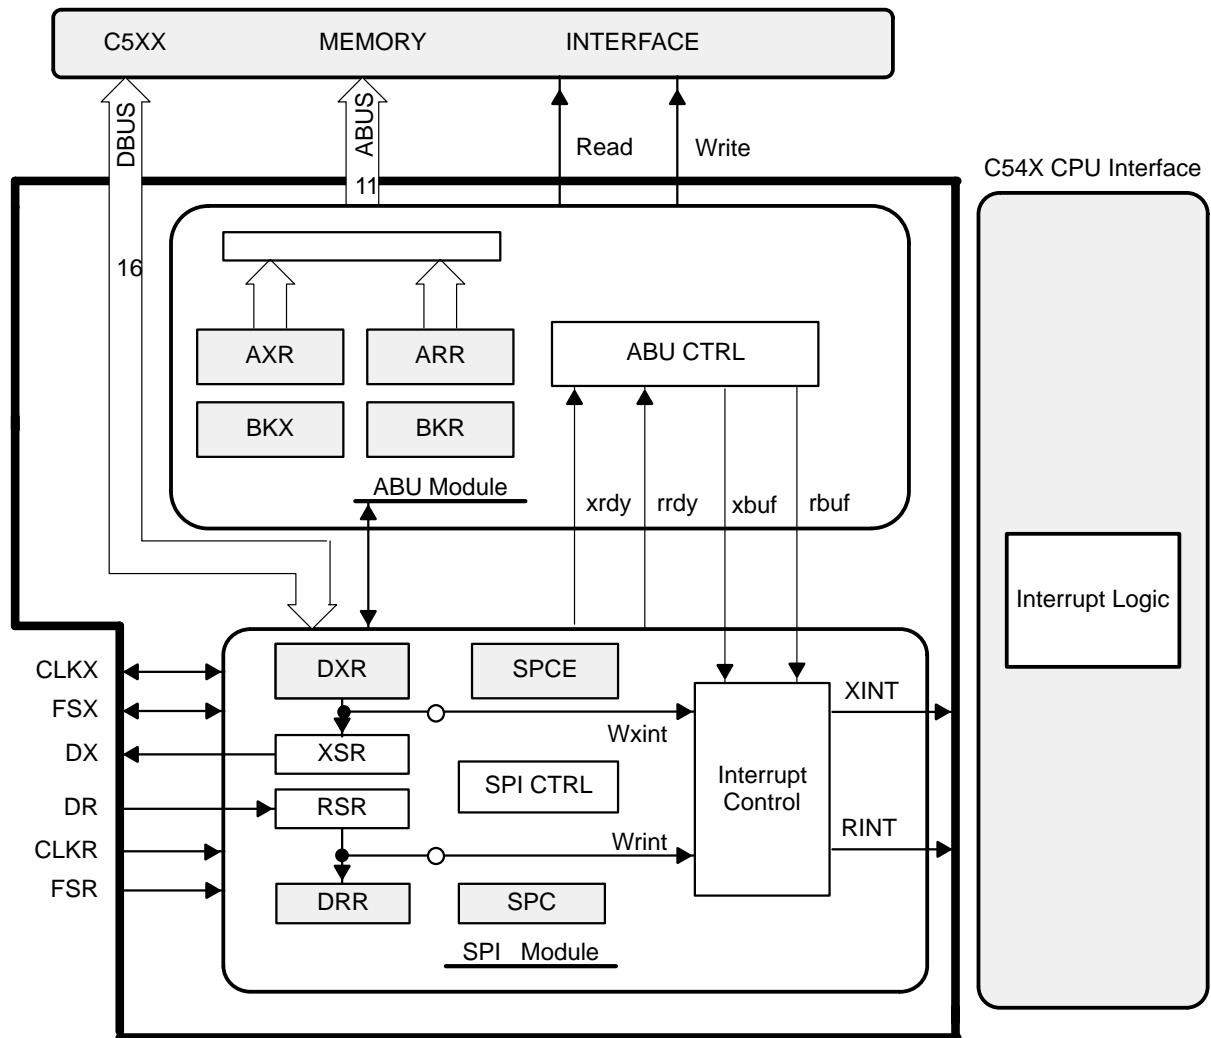 C5XX MEMORY INTERFACE
DBUS
ABUS
Read
Write
11
16
C54X CPU Interface
AXR
ARR
ABU CTRL
BKX
BKR
ABU Module
xrdy
rrdy
xbuf
rbuf
Interrupt Logic
CLKX
FSX
DX
DR
CLKR
FSR
DXR
SPCE
XINT
Wxint
XSR
SPI CTRL
Interrupt
Control
RSR
Wrint
RINT
DRR
SPC
SPI Module